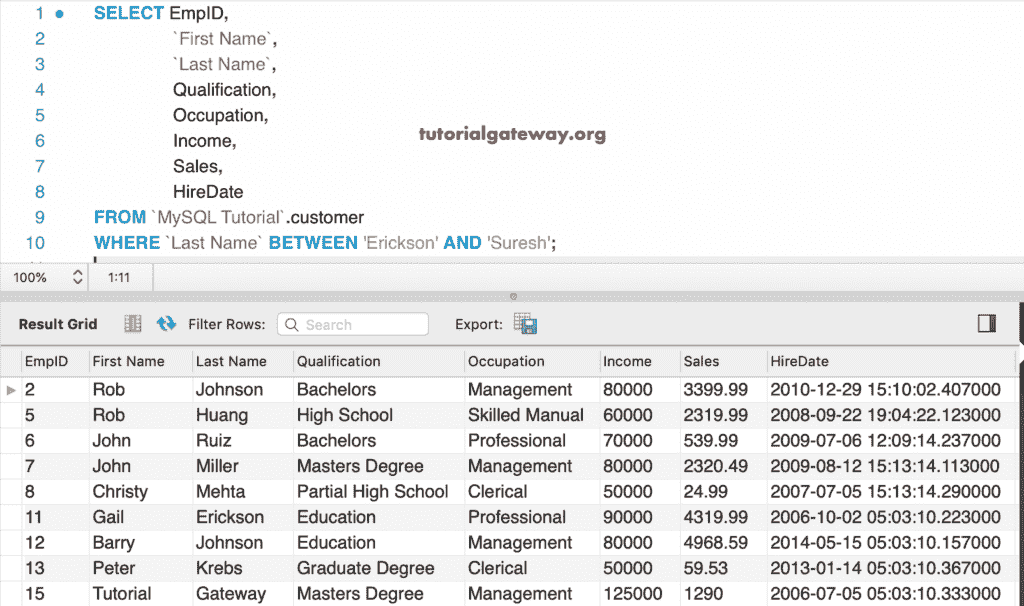 1 SELECT EmpID,
2 `First Name`,
3 `Last Name`,
4 Qualification,
5 Occupation,
6 Income,
7 Sales,
8 HireDate
9 FROM `MySQL Tutorial`.customer
10 WHERE `Last Name` BETWEEN 'Erickson' AND 'Suresh';
tutorialgateway.org
100% 1:11
Result Grid Filter Rows: Search Export:
EmpID First Name Last Name Qualification Occupation Income Sales HireDate
2 Rob Johnson Bachelors Management 80000 3399.99 2010-12-29 15:10:02.407000
5 Rob Huang High School Skilled Manual 60000 2319.99 2008-09-22 19:04:22.123000
6 John Ruiz Bachelors Professional 70000 539.99 2009-07-06 12:09:14.237000
7 John Miller Masters Degree Management 80000 2320.49 2009-08-12 15:13:14.113000
8 Christy Mehta Partial High School Clerical 50000 24.99 2007-07-05 15:13:14.290000
11 Gail Erickson Education Professional 90000 4319.99 2006-10-02 05:03:10.223000
12 Barry Johnson Education Management 80000 4968.59 2014-05-15 05:03:10.157000
13 Peter Krebs Graduate Degree Clerical 50000 59.53 2013-01-14 05:03:10.367000
15 Tutorial Gateway Masters Degree Management 125000 1290 2006-07-05 05:03:10.333000